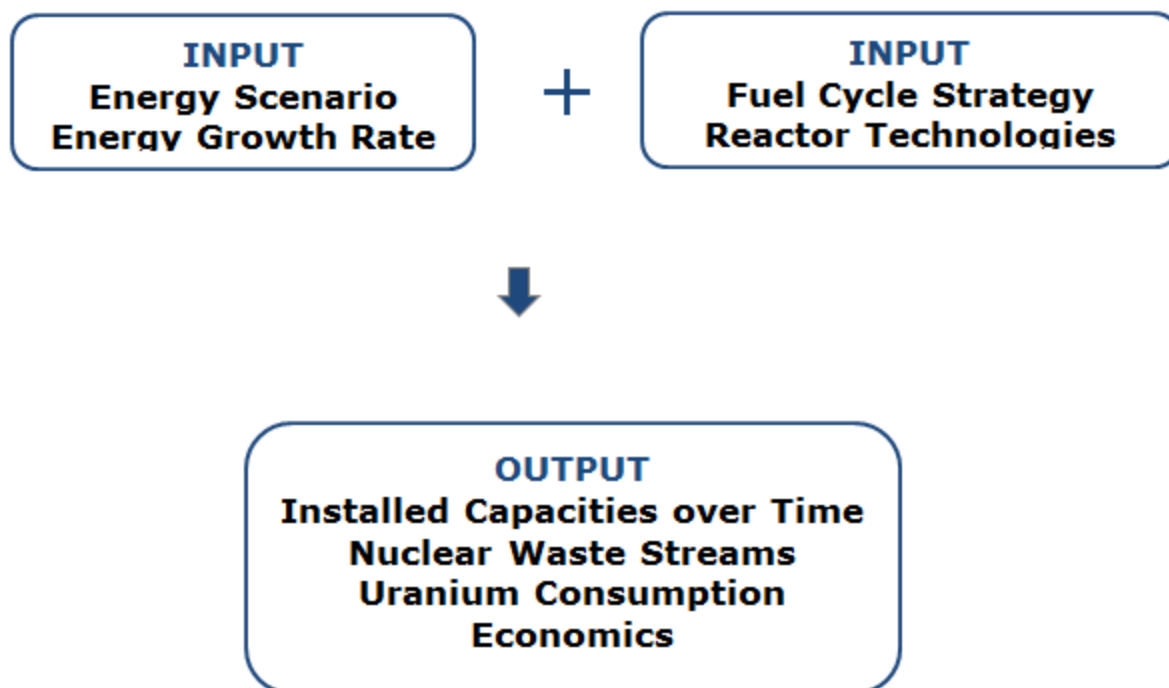 INPUT
Energy Scenario
Energy Growth Rate
+
INPUT
Fuel Cycle Strategy
Reactor Technologies
OUTPUT
Installed Capacities over Time
Nuclear Waste Streams
Uranium Consumption
Economics